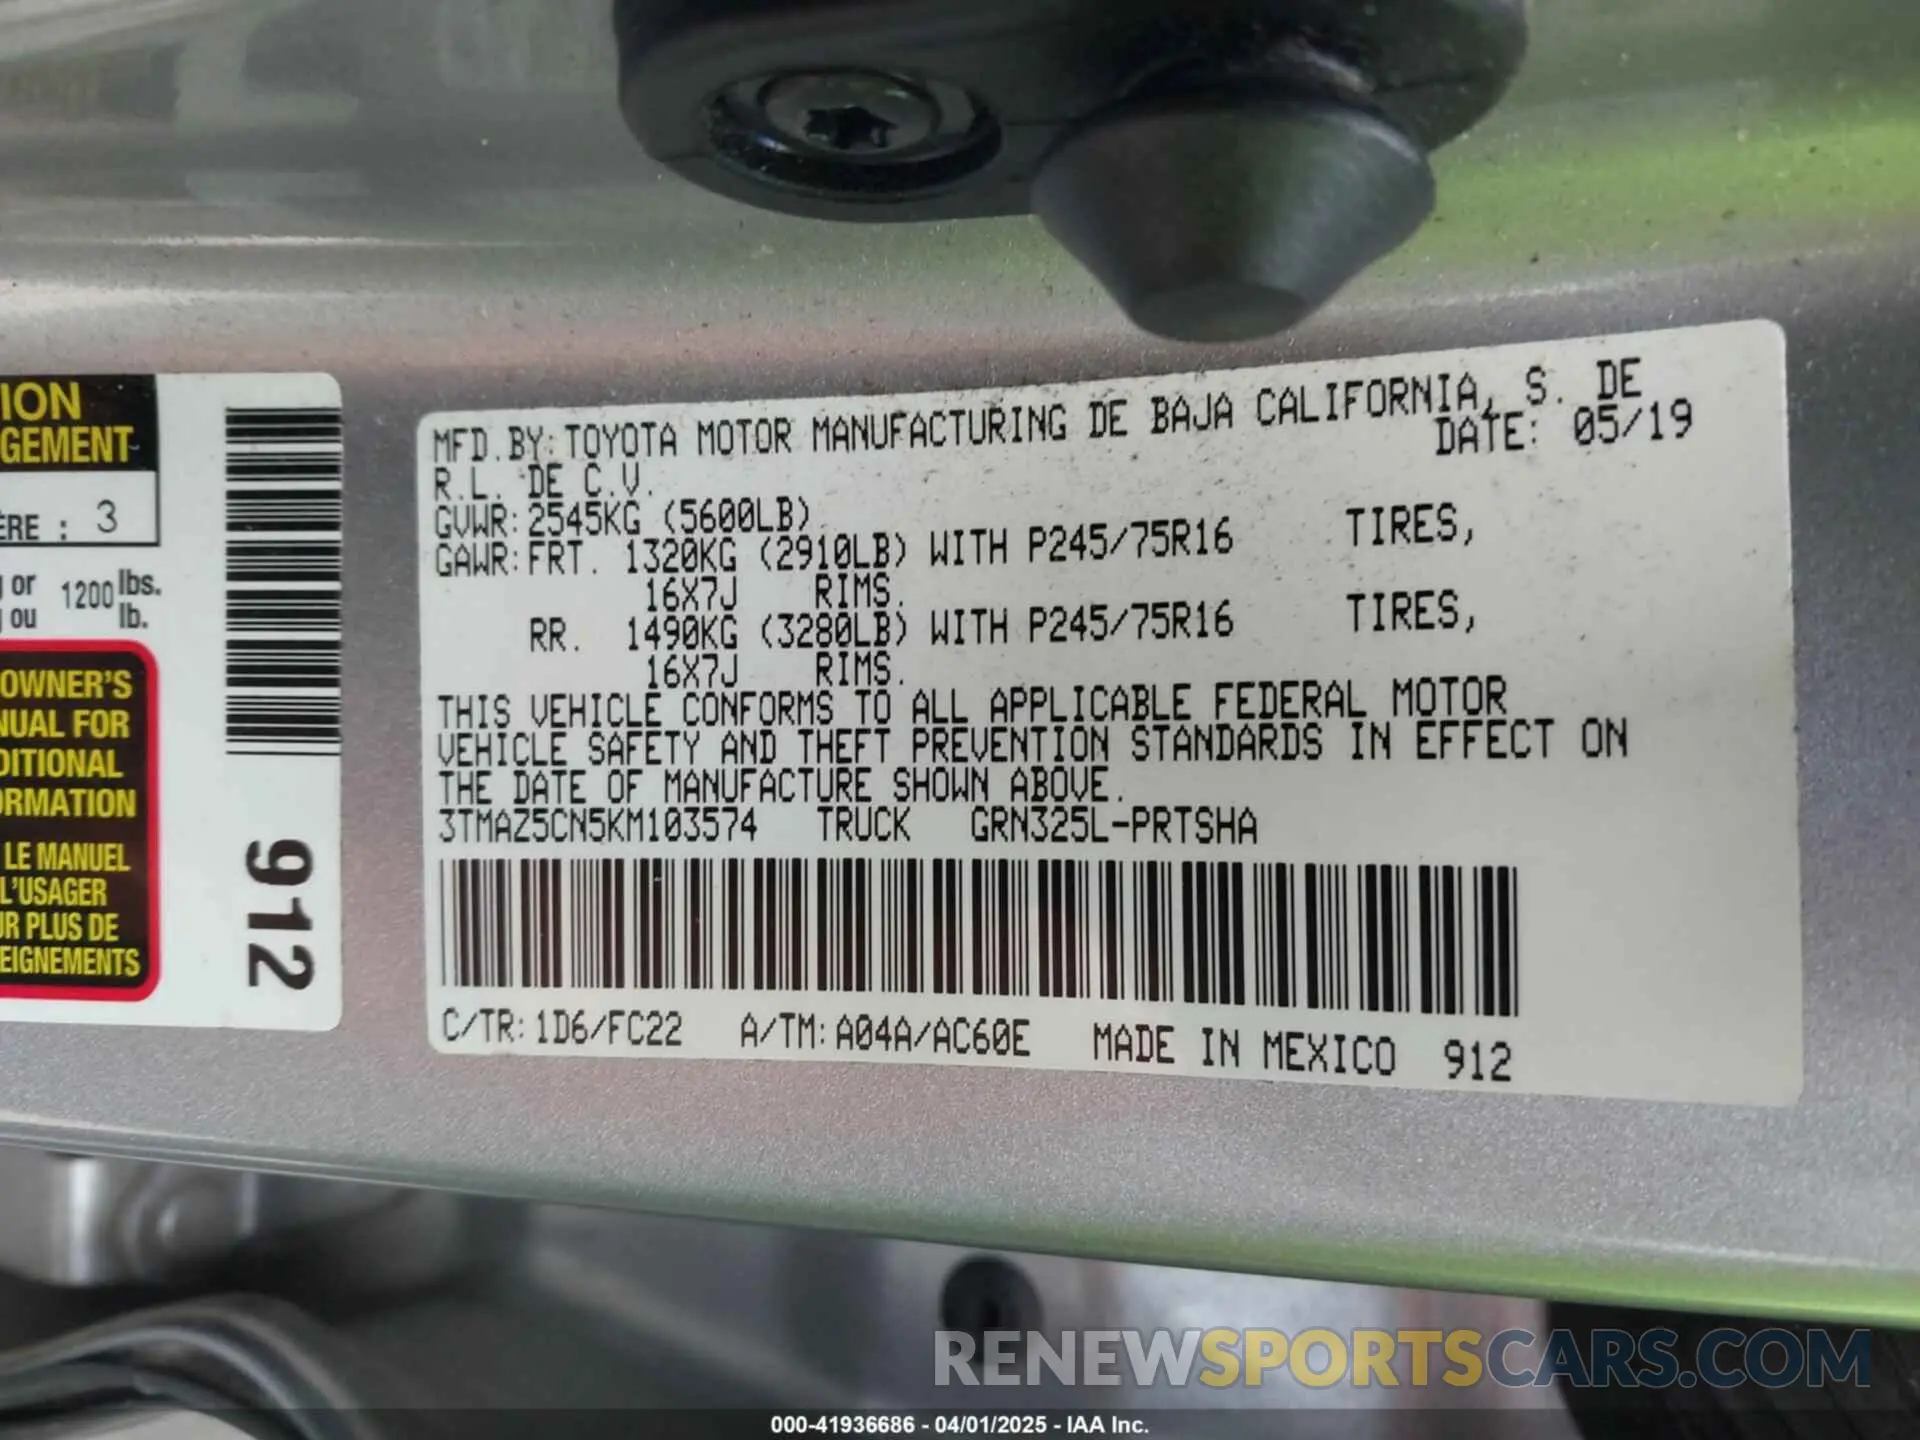 ION
GEMENT
ÈRE : 3
or 1200 lbs.
ou lb.
OWNER'S
NUAL FOR
DITIONAL
ORMATION
LE MANUEL
L'USAGER
UR PLUS DE
EIGNEMENTS
912
MFD.BY:TOYOTA MOTOR MANUFACTURING DE BAJA CALIFORNIA, S. DE
R.L. DE C.V. DATE: 05/19
GVWR:2545KG (5600LB)
GAWR:FRT. 1320KG (2910LB) WITH P245/75R16 TIRES,
16X7J RIMS.
RR. 1490KG (3280LB) WITH P245/75R16 TIRES,
16X7J RIMS.
THIS VEHICLE CONFORMS TO ALL APPLICABLE FEDERAL MOTOR
VEHICLE SAFETY AND THEFT PREVENTION STANDARDS IN EFFECT ON
THE DATE OF MANUFACTURE SHOWN ABOVE.
3TMAZ5CN5KM103574 TRUCK GRN325L-PRTSHA
C/TR:1D6/FC22 A/TM:A04A/AC60E MADE IN MEXICO 912
RENEWSPORTSCARS.COM
000-41936686 - 04/01/2025 - IAA Inc.